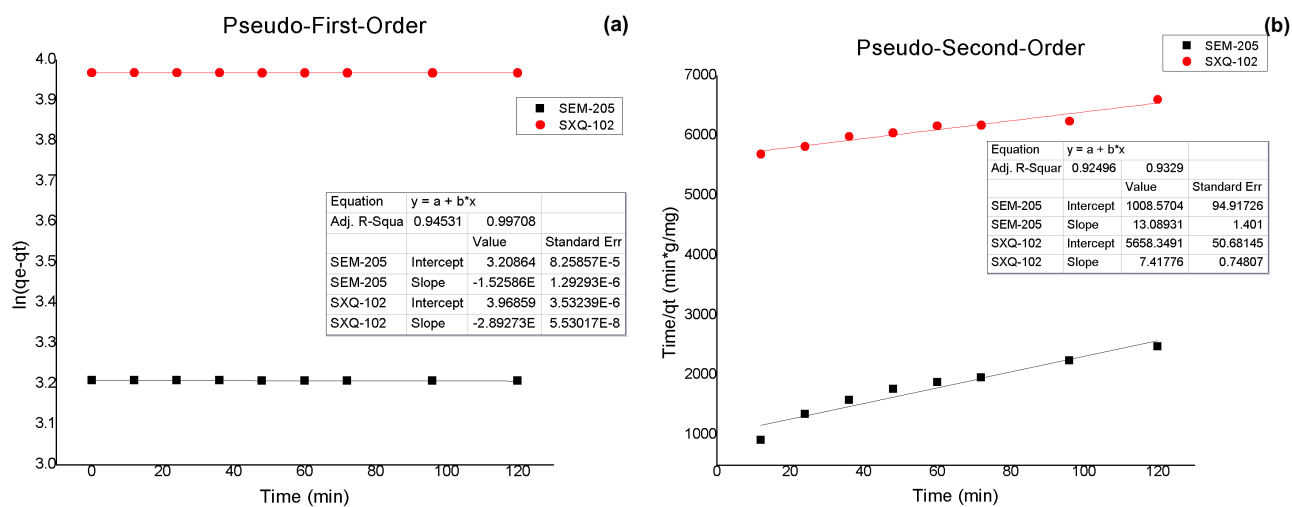 Pseudo-First-Order
(a)
4.0
3.9
3.8
3.7
3.6
3.5
3.4
3.3
3.2
3.1
3.0
ln(qe-qt)
0 20 40 60 80 100 120
Time (min)
SEM-205
SXQ-102
Equation y = a + b*x
Adj. R-Squa 0.94531 0.99708
Value Standard Err
SEM-205 Intercept 3.20864 8.25857E-5
SEM-205 Slope -1.52586E 1.29293E-6
SXQ-102 Intercept 3.96859 3.53239E-6
SXQ-102 Slope -2.89273E 5.53017E-8
(b)
Pseudo-Second-Order
SEM-205
SXQ-102
7000
6000
5000
4000
3000
2000
1000
Time/qt (min*g/mg)
0 20 40 60 80 100 120
Time (min)
Equation y = a + b*x
Adj. R-Squar 0.92496 0.9329
Value Standard Err
SEM-205 Intercept 1008.5704 94.91726
SEM-205 Slope 13.08931 1.401
SXQ-102 Intercept 5658.3491 50.68145
SXQ-102 Slope 7.41776 0.74807